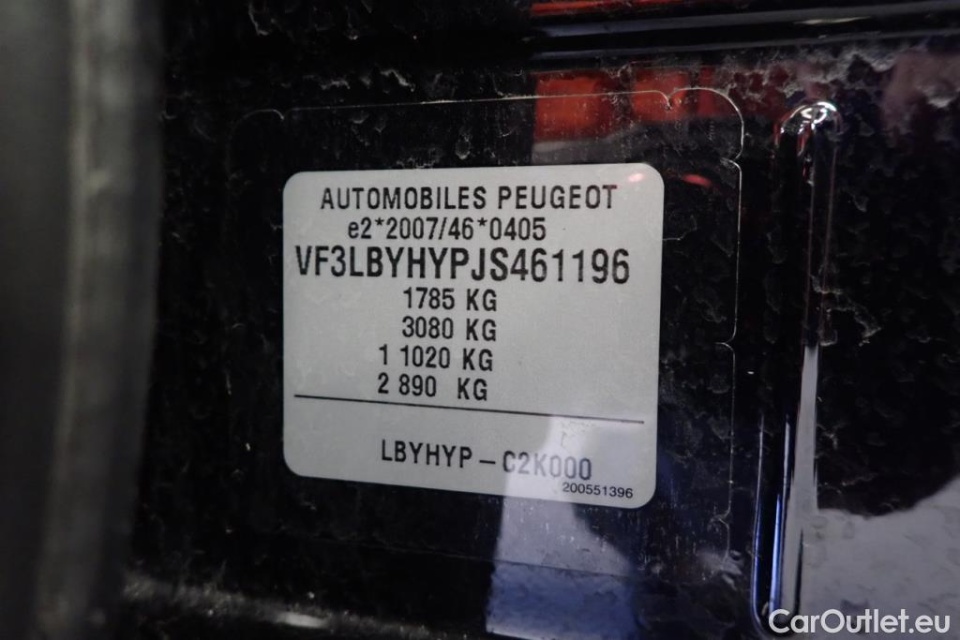 AUTOMOBILES PEUGEOT
e2*2007/46*0405
VF3LBYHYPJS461196
1785 KG
3080 KG
1 1020 KG
2 890 KG
LBYHYP – C2K000
200551396
CarOutlet.eu